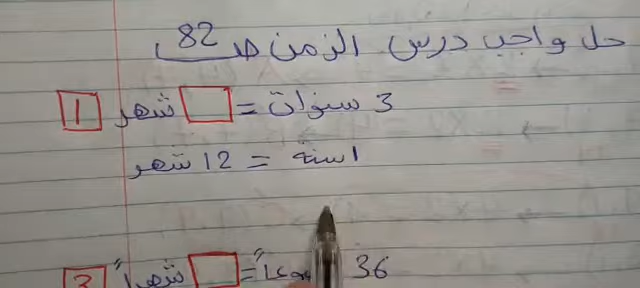 حل واجب درس الزمن ص 82
1 3 سنوات = شهر
1 سنة = 12 شهر
3 36 = شهراً